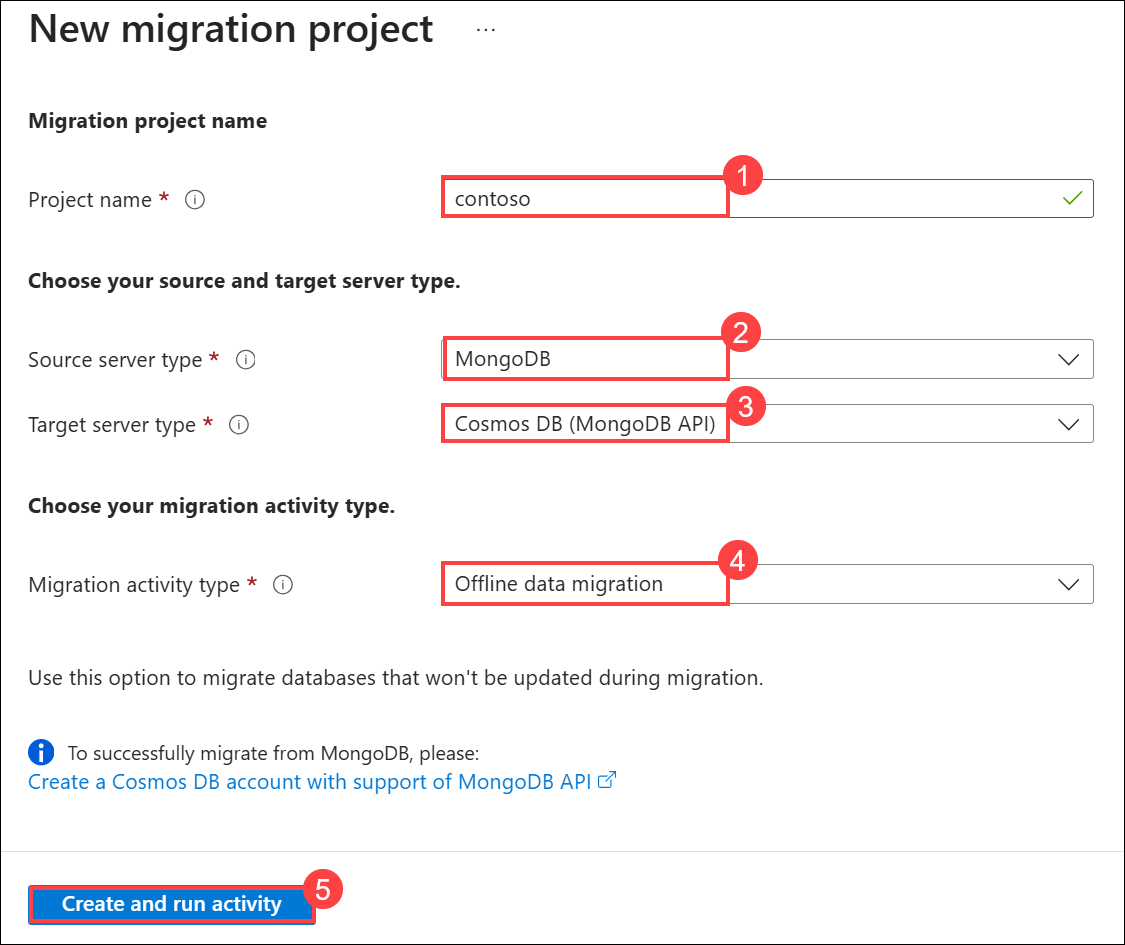 New migration project ...
Migration project name
1
Project name * contoso
Choose your source and target server type.
2
Source server type * MongoDB
3
Target server type * Cosmos DB (MongoDB API)
Choose your migration activity type.
4
Migration activity type * Offline data migration
Use this option to migrate databases that won't be updated during migration.
To successfully migrate from MongoDB, please:
Create a Cosmos DB account with support of MongoDB API
Create and run activity 5